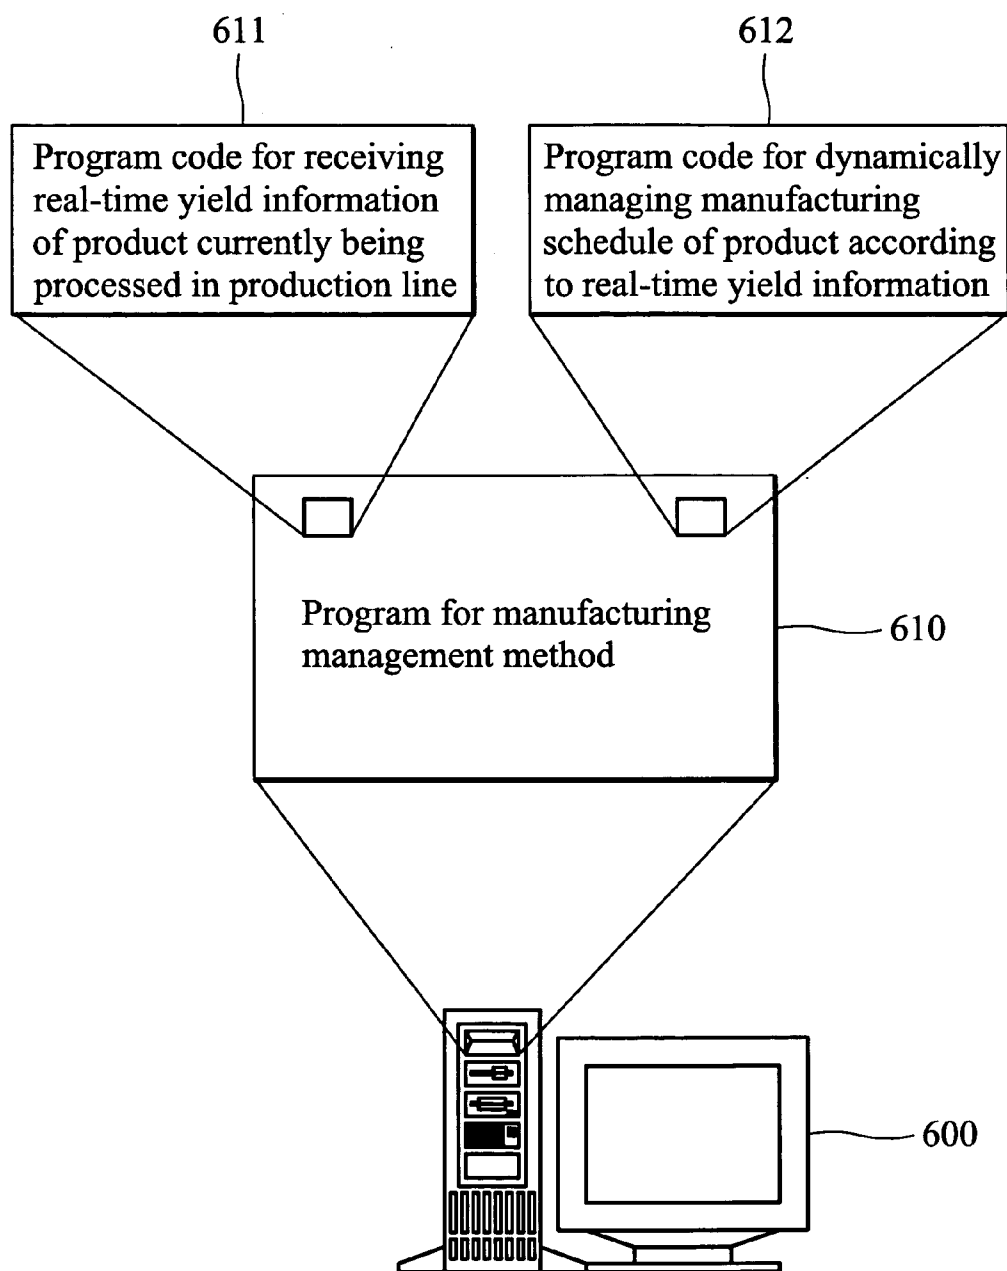 611
612
Program code for receiving
real-time yield information
of product currently being
processed in production line
Program code for dynamically
managing manufacturing
schedule of product according
to real-time yield information
Program for manufacturing
management method
610
600